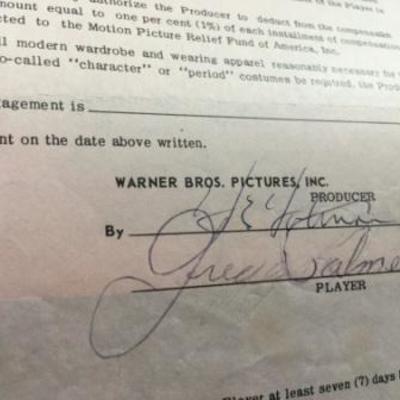 authorize the Producer to deduct from the compensation
amount equal to one per cent (1%) of each installment of compensation
cted to the Motion Picture Relief Fund of America, Inc.
ll modern wardrobe and wearing apparel reasonably necessary
o-called "character" or "period" costumes be required, the Prod
agement is
nt on the date above written.
WARNER BROS. PICTURES, INC.
PRODUCER
By
PLAYER
Player at least seven (7) days